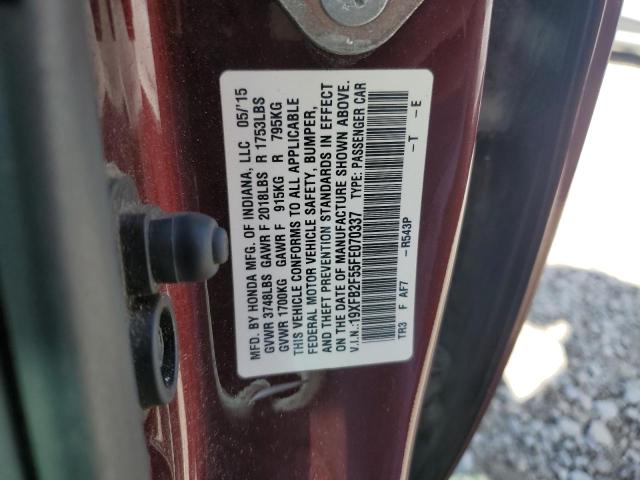 MFD. BY HONDA MFG. OF INDIANA, LLC 05/'15
GVWR 3748LBS GAWR F 2018LBS R 1753LBS
GVWR 1700KG GAWR F 915KG R 795KG
THIS VEHICLE CONFORMS TO ALL APPLICABLE
FEDERAL MOTOR VEHICLE SAFETY, BUMPER,
AND THEFT PREVENTION STANDARDS IN EFFECT
ON THE DATE OF MANUFACTURE SHOWN ABOVE.
V.I.N.:19XFB2F55FE070337 TYPE: PASSENGER CAR
TR3 F AF7 –R543P –T –E